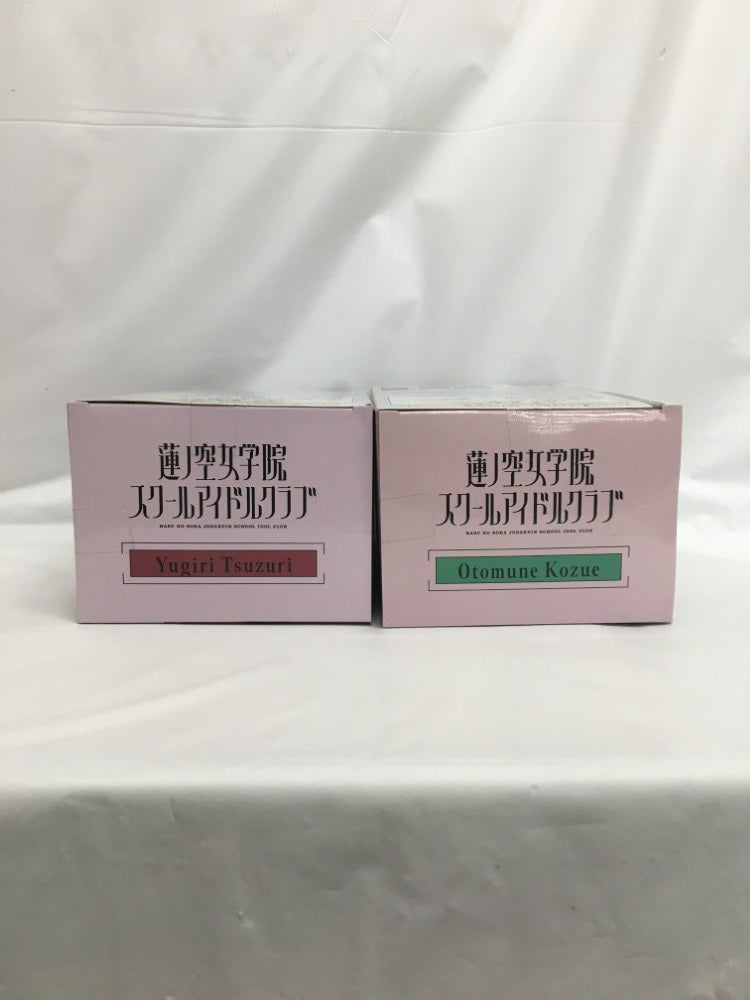 蓮ノ空女学院
スクールアイドルクラブ
HASU NO SORA JOGAKUIN SCHOOL IDOL CLUB
Yugiri Tsuzuri
蓮ノ空女学院
スクールアイドルクラブ
HASU NO SORA JOGAKUIN SCHOOL IDOL CLUB
Otomune Kozue